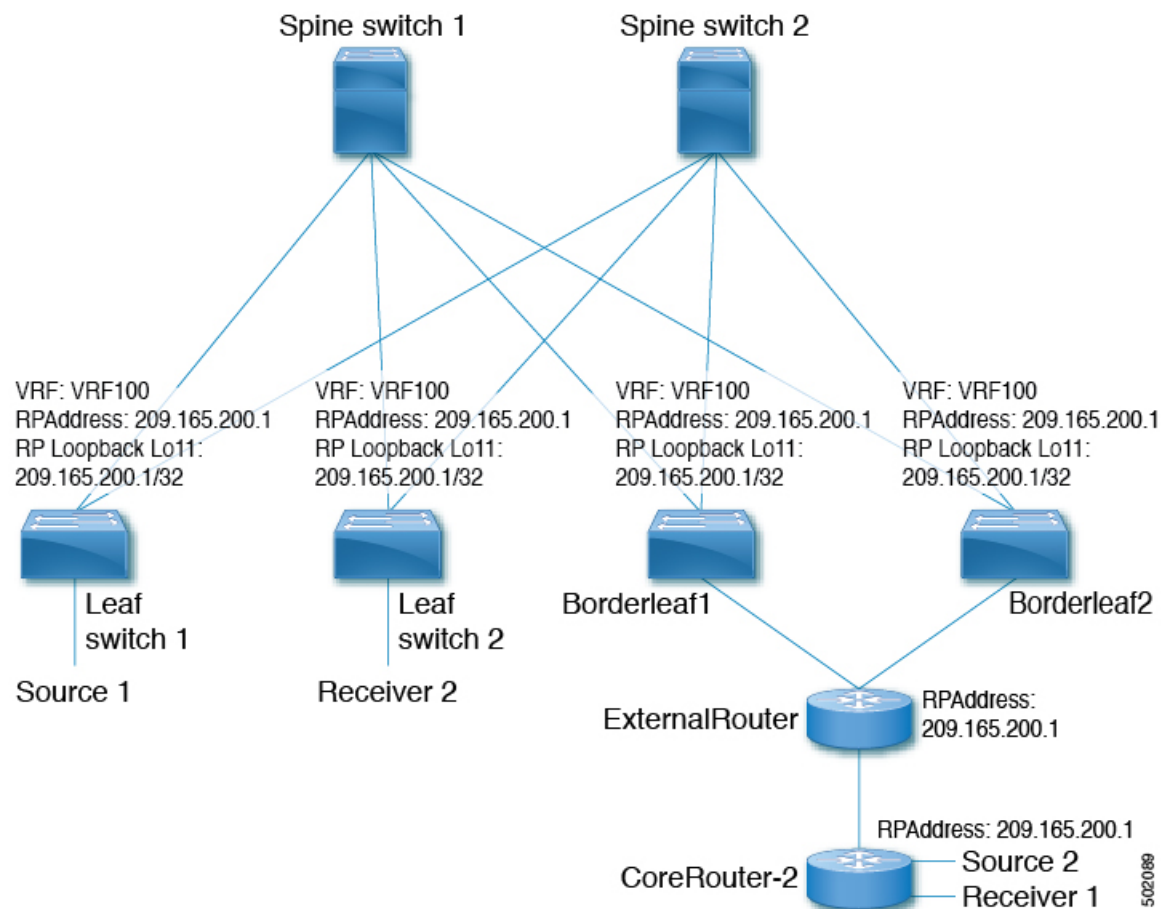 Spine switch 1
Spine switch 2
VRF: VRF100
RPAddress: 209.165.200.1
RP Loopback Lo11:
209.165.200.1/32
VRF: VRF100
RPAddress: 209.165.200.1
RP Loopback Lo11:
209.165.200.1/32
VRF: VRF100
RPAddress: 209.165.200.1
RP Loopback Lo11:
209.165.200.1/32
VRF: VRF100
RPAddress: 209.165.200.1
RP Loopback Lo11:
209.165.200.1/32
Leaf
switch 1
Source 1
Leaf
switch 2
Receiver 2
Borderleaf1
Borderleaf2
ExternalRouter
RPAddress:
209.165.200.1
RPAddress: 209.165.200.1
CoreRouter-2
Source 2
Receiver 1
502089